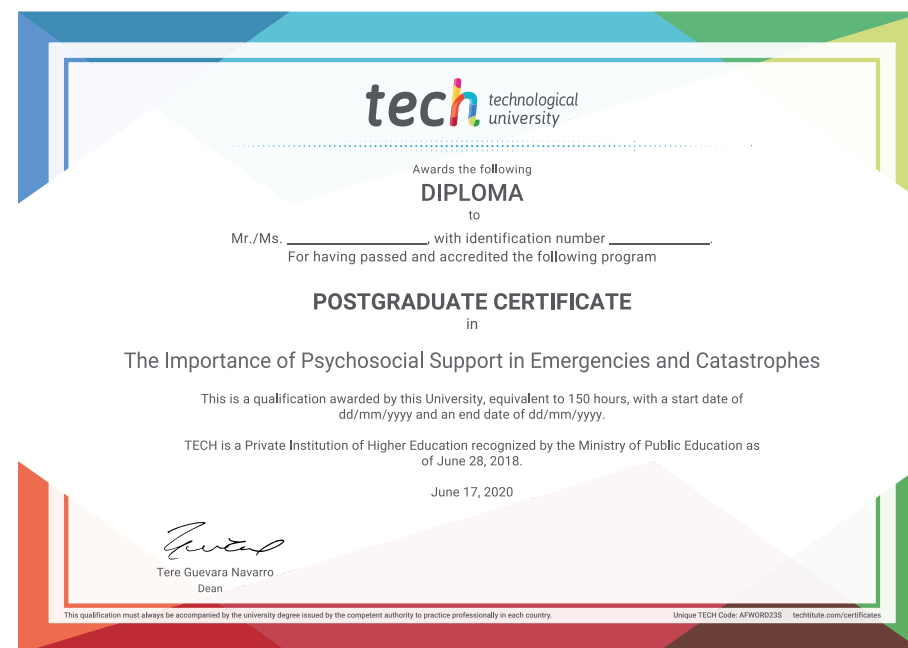 tech technological
university
Awards the following
DIPLOMA
to
Mr./Ms. ____________________, with identification number ______________.
For having passed and accredited the following program
POSTGRADUATE CERTIFICATE
in
The Importance of Psychosocial Support in Emergencies and Catastrophes
This is a qualification awarded by this University, equivalent to 150 hours, with a start date of
dd/mm/yyyy and an end date of dd/mm/yyyy.
TECH is a Private Institution of Higher Education recognized by the Ministry of Public Education as
of June 28, 2018.
June 17, 2020
Tere Guevara Navarro
Dean
This qualification must always be accompanied by the university degree issued by the competent authority to practice professionally in each country. Unique TECH Code: AFWORD23S techtitute.com/certificates